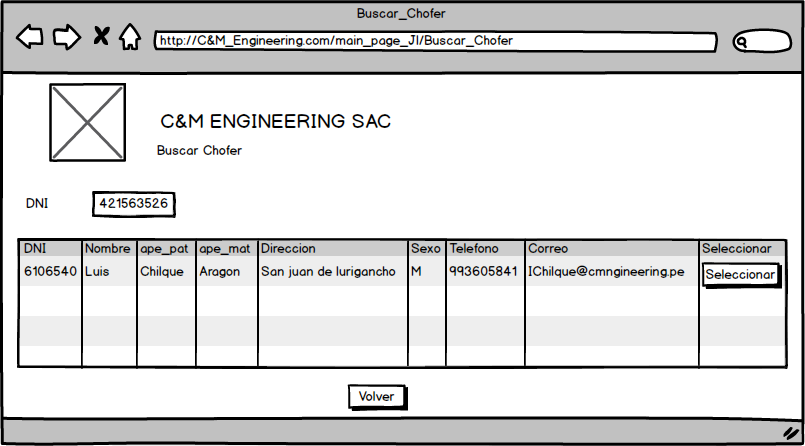 Buscar_Chofer
http://C&M_Engineering.com/main_page_JI/Buscar_Chofer
C&M ENGINEERING SAC
Buscar Chofer
DNI 421563526
DNI Nombre ape_pat ape_mat Direccion Sexo Telefono Correo Seleccionar
6106540 Luis Chilque Aragon San juan de lurigancho M 993605841 IChilque@cmngineering.pe Seleccionar
Volver